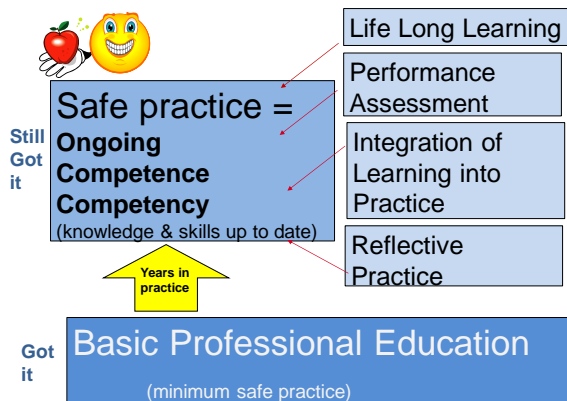 Life Long Learning
Performance
Assessment
Integration of
Learning into
Practice
Reflective
Practice
Still
Got
it
Safe practice =
Ongoing
Competence
Competency
(knowledge & skills up to date)
Years in
practice
Got
it
Basic Professional Education
(minimum safe practice)